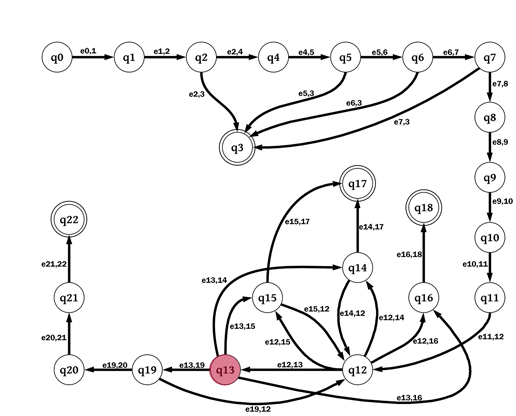 q0 e0,1 q1 e1,2 q2 e2,4 q4 e4,5 q5 e5,6 q6 e6,7 q7
e7,8
e2,3 e5,3 e6,3
e7,3 q8
q3 e8,9
q9
q17 e9,10
q22 q18
e15,17 e14,17 q10
e21,22 e16,18 e10,11
e13,14 q14
q21 q15 q16 q11
e15,12 e14,12 e12,14
e13,15
e20,21 e12,15 e12,16 e11,12
q20 e19,20 q19 e13,19 q13 e12,13 q12
e13,16
e19,12